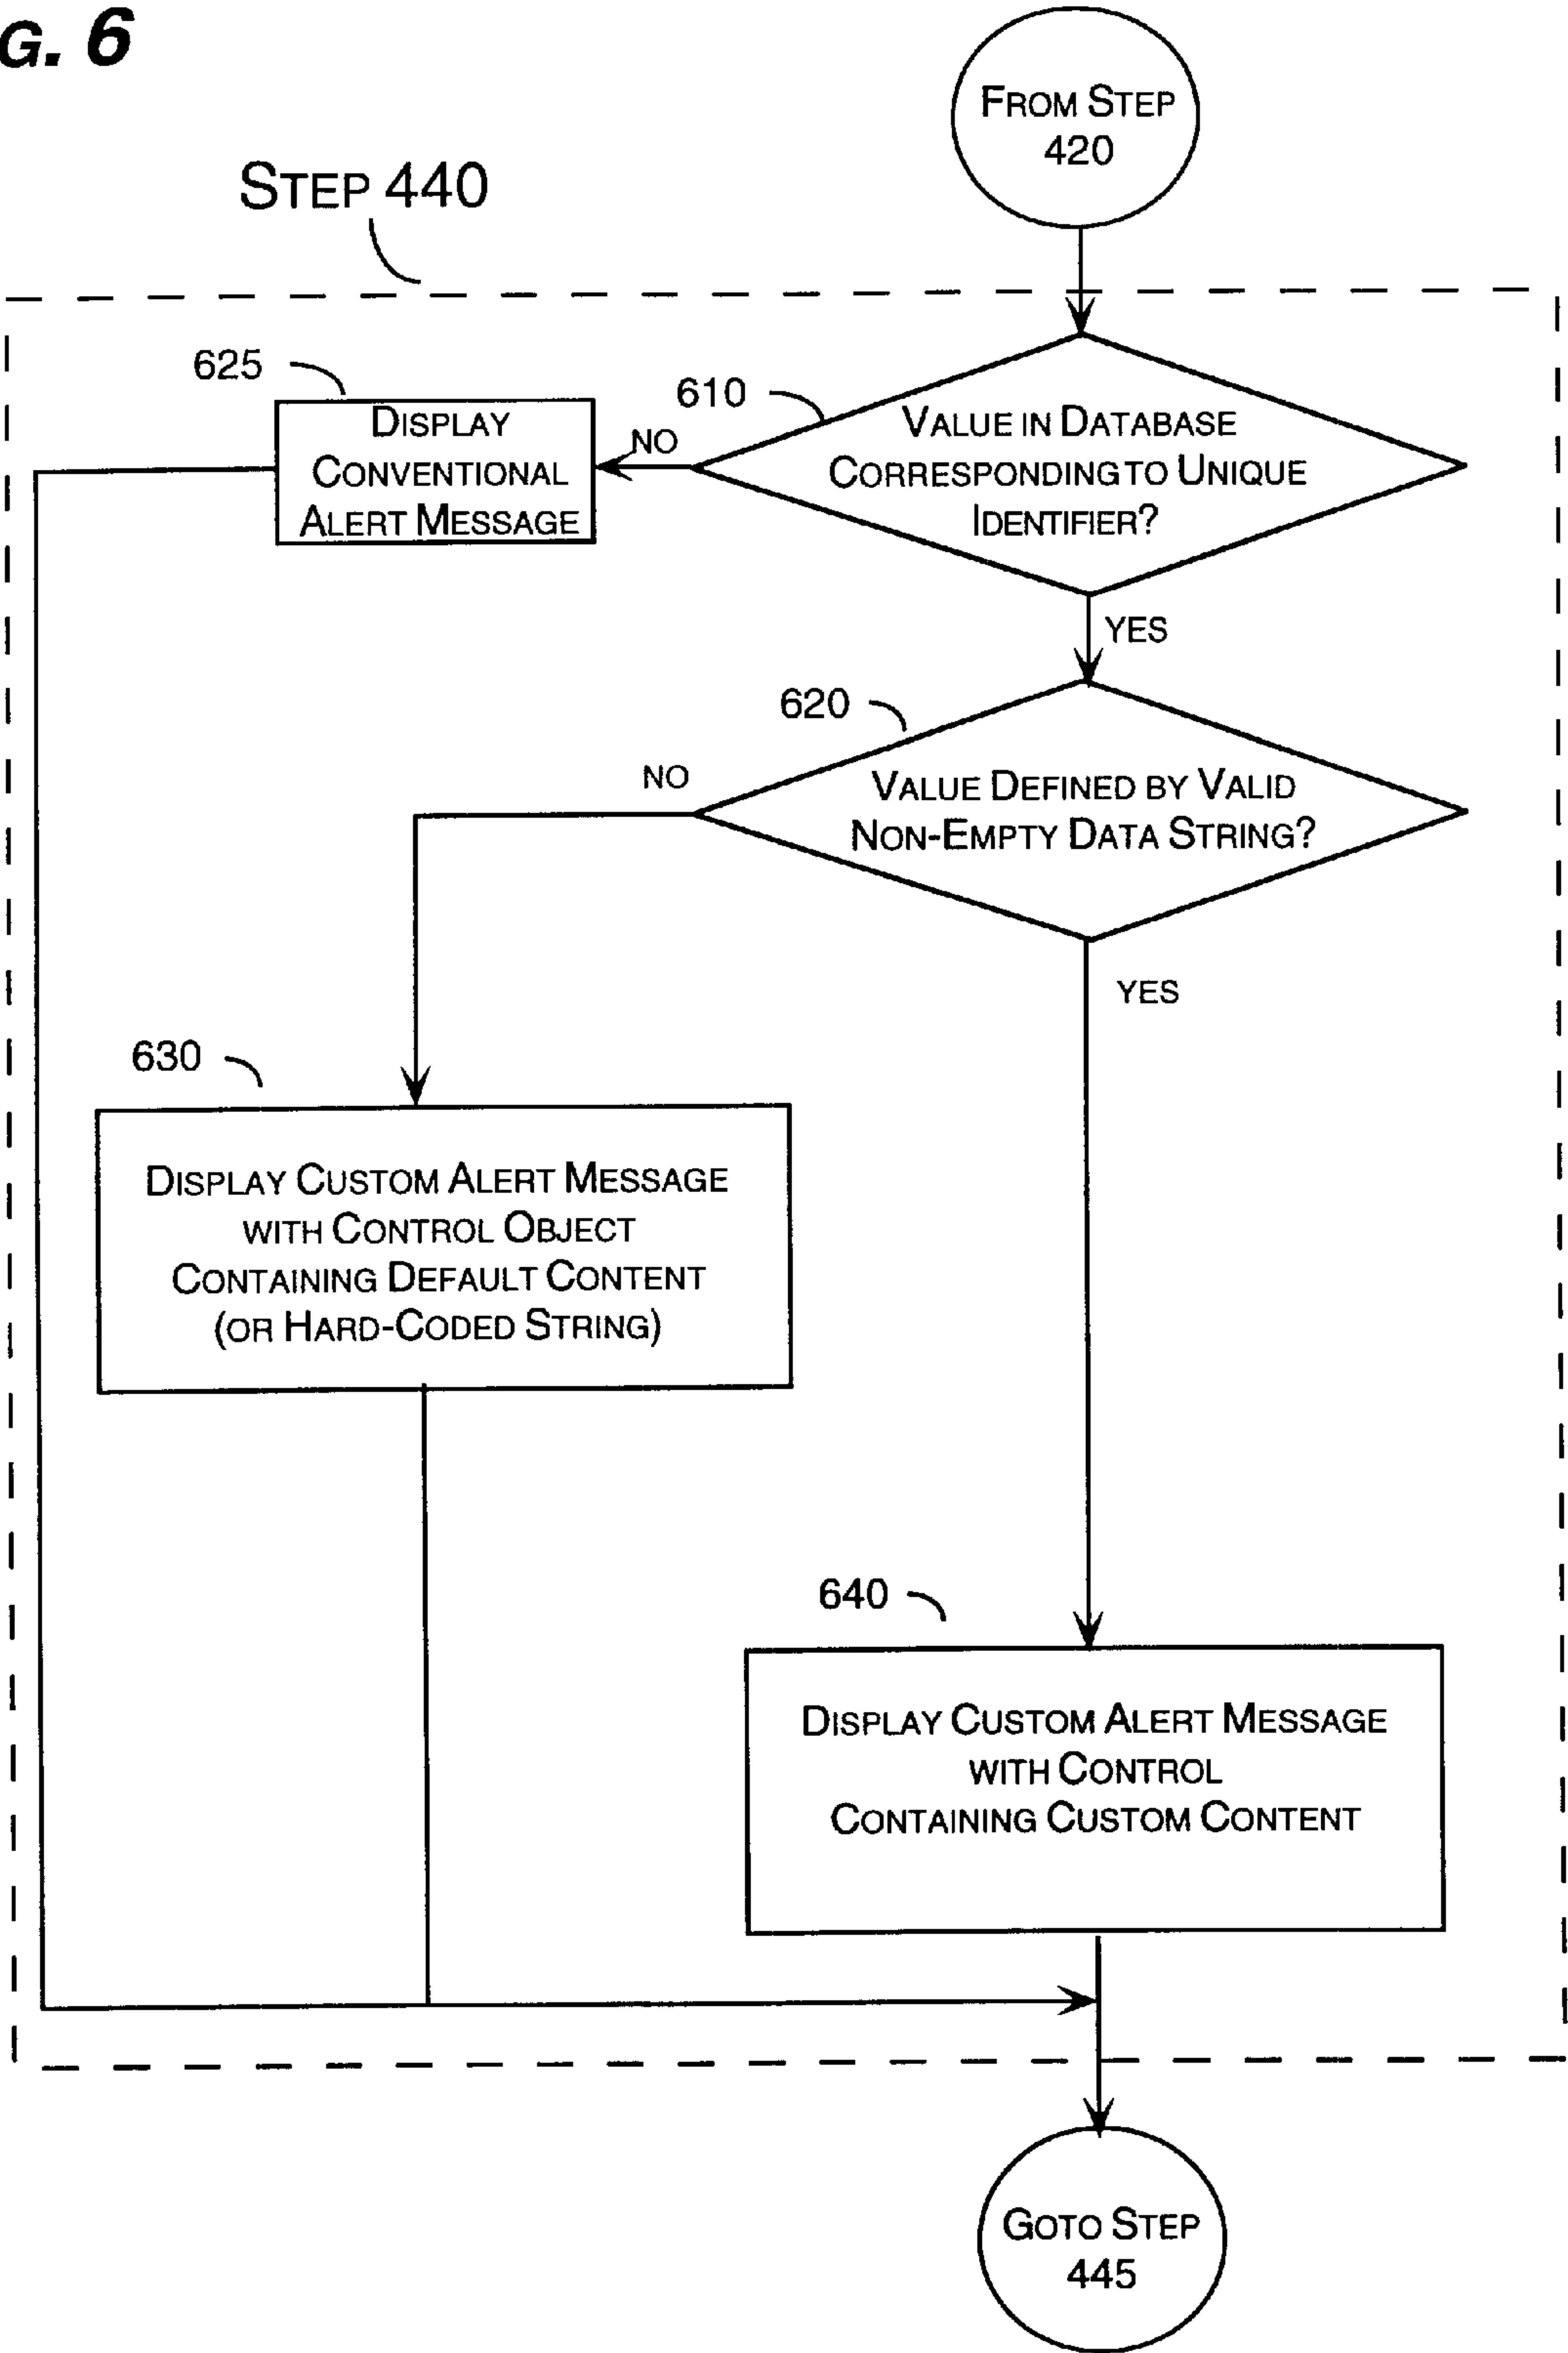 G. 6
FROM STEP
420
STEP 440
625
DISPLAY
CONVENTIONAL
ALERT MESSAGE
NO
610
VALUE IN DATABASE
CORRESPONDING TO UNIQUE
IDENTIFIER?
YES
620
NO
VALUE DEFINED BY VALID
NON-EMPTY DATA STRING?
YES
630
DISPLAY CUSTOM ALERT MESSAGE
WITH CONTROL OBJECT
CONTAINING DEFAULT CONTENT
(OR HARD-CODED STRING)
640
DISPLAY CUSTOM ALERT MESSAGE
WITH CONTROL
CONTAINING CUSTOM CONTENT
GOTO STEP
445